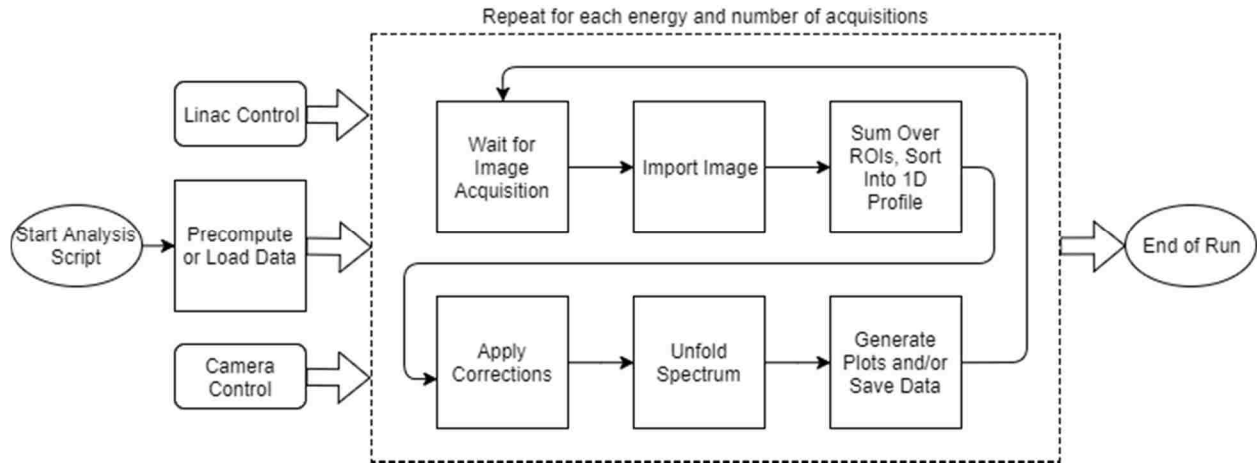 Repeat for each energy and number of acquisitions
Linac Control
Wait for
Image
Acquisition
Import Image
Sum Over
ROIs, Sort
Into 1D
Profile
Start Analysis
Script
Precompute
or Load Data
End of Run
Camera
Control
Apply
Corrections
Unfold
Spectrum
Generate
Plots and/or
Save Data